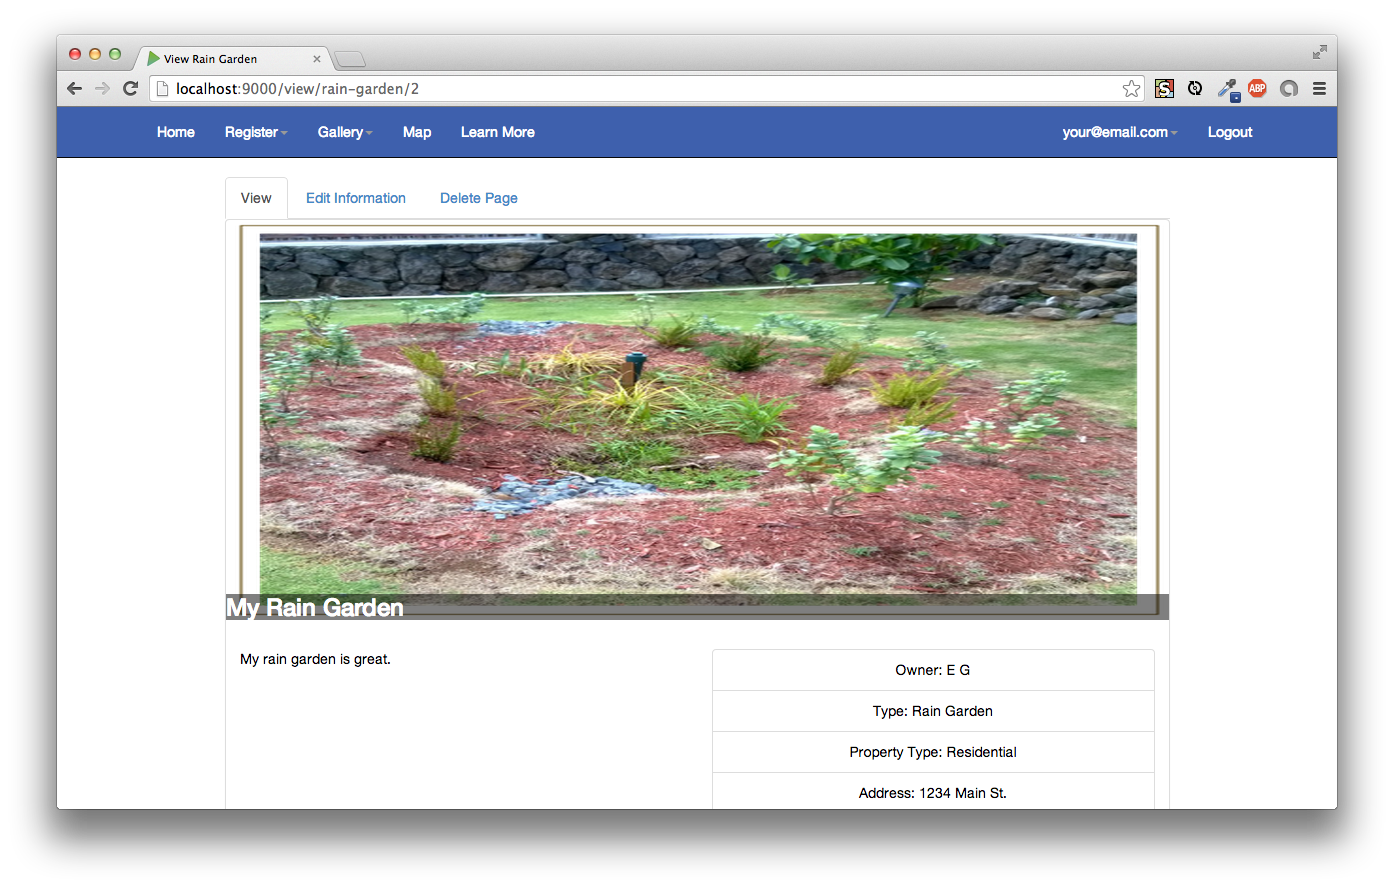 View Rain Garden
localhost:9000/view/rain-garden/2
S
ABP
Home Register Gallery Map Learn More your@email.com Logout
View Edit Information Delete Page
My Rain Garden
My rain garden is great.
Owner: E G
Type: Rain Garden
Property Type: Residential
Address: 1234 Main St.